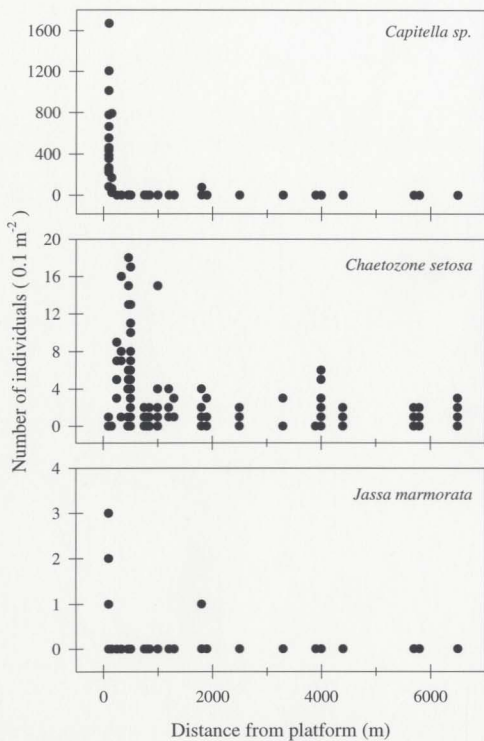 Number of individuals ( 0.1 m⁻²)
Capitella sp.
1600
1200
800
400
0
Chaetozone setosa
20
16
12
8
4
0
Jassa marmorata
4
3
2
1
0
0 2000 4000 6000
Distance from platform (m)